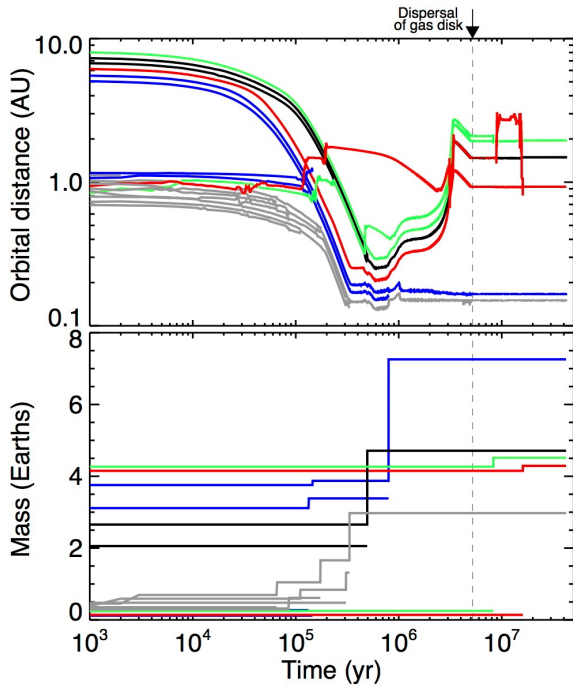 Dispersal
of gas disk
10.0
1.0
0.1
Orbital distance (AU)
8
6
4
2
0
Mass (Earths)
10³ 10⁴ 10⁵ 10⁶ 10⁷
Time (yr)